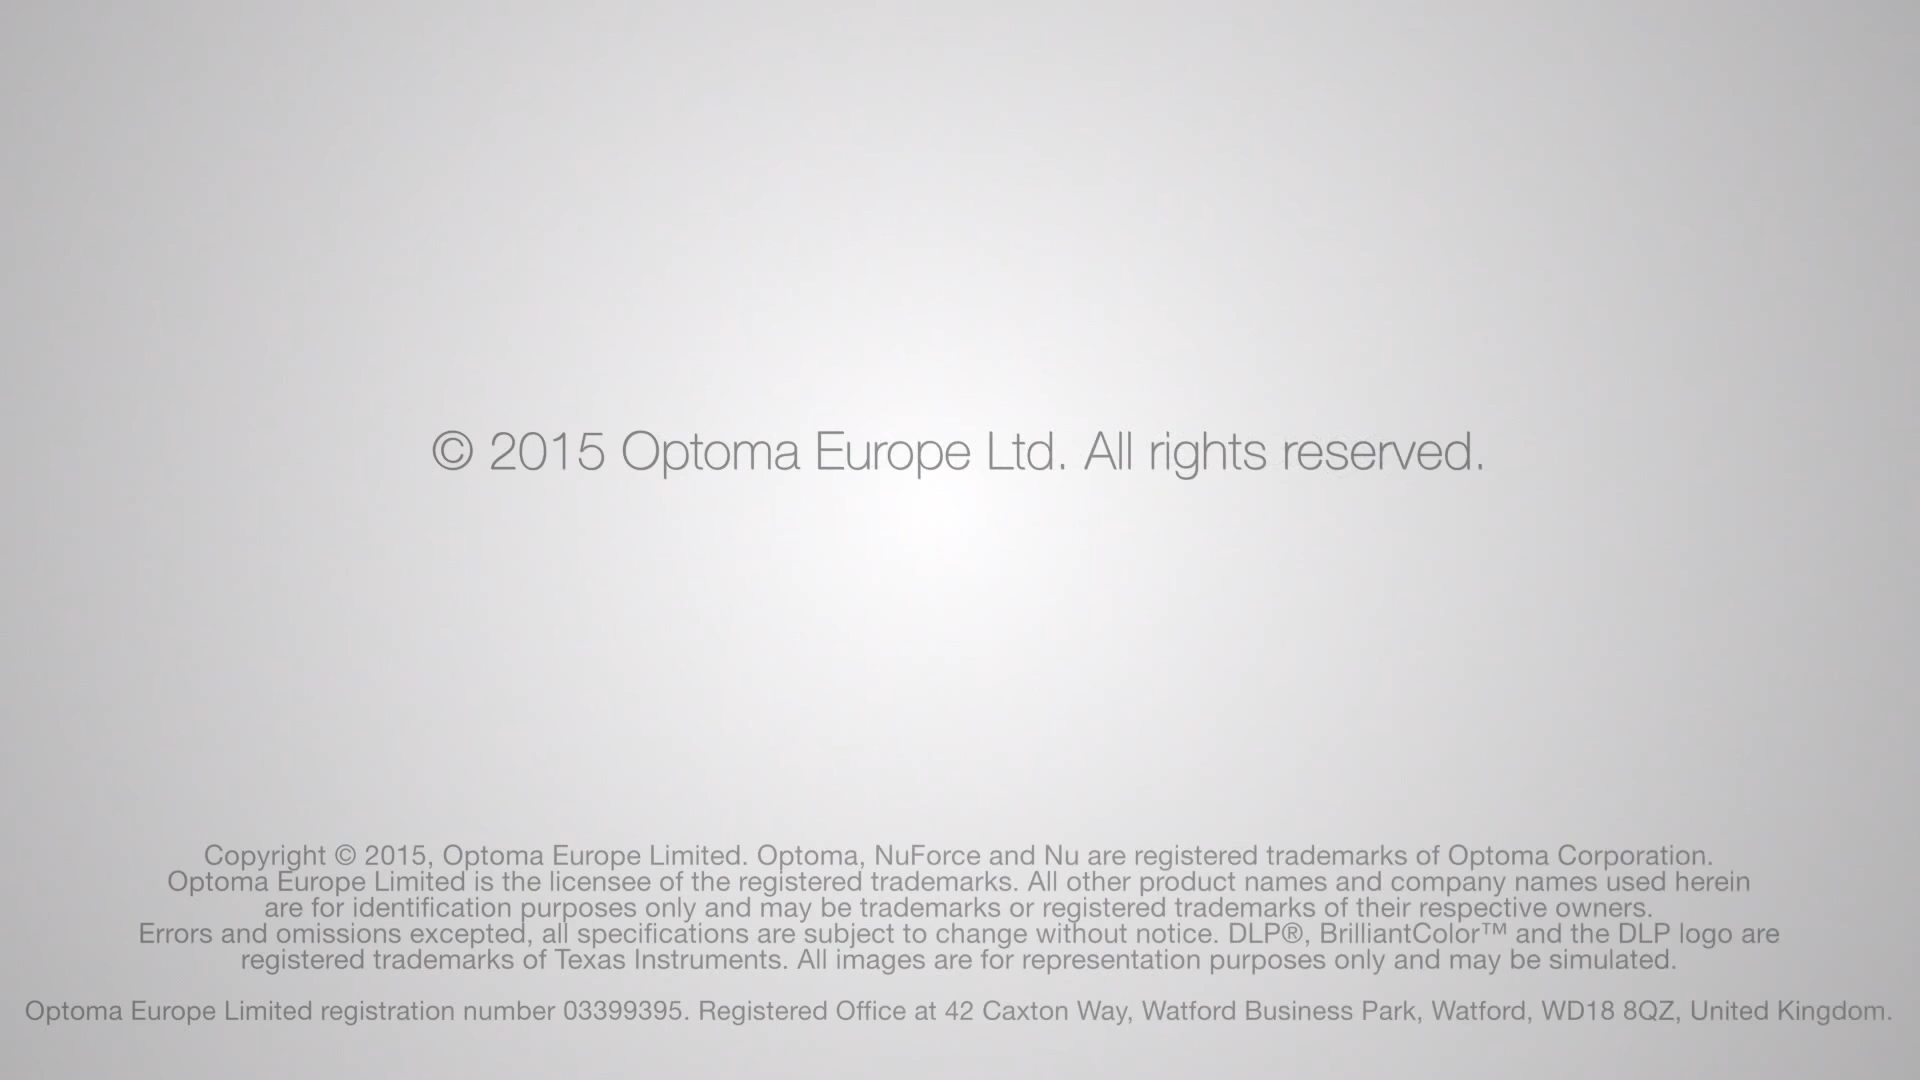 © 2015 Optoma Europe Ltd. All rights reserved.
Copyright © 2015, Optoma Europe Limited. Optoma, NuForce and Nu are registered trademarks of Optoma Corporation.
Optoma Europe Limited is the licensee of the registered trademarks. All other product names and company names used herein
are for identification purposes only and may be trademarks or registered trademarks of their respective owners.
Errors and omissions excepted, all specifications are subject to change without notice. DLP®, BrilliantColor™ and the DLP logo are
registered trademarks of Texas Instruments. All images are for representation purposes only and may be simulated.
Optoma Europe Limited registration number 03399395. Registered Office at 42 Caxton Way, Watford Business Park, Watford, WD18 8QZ, United Kingdom.